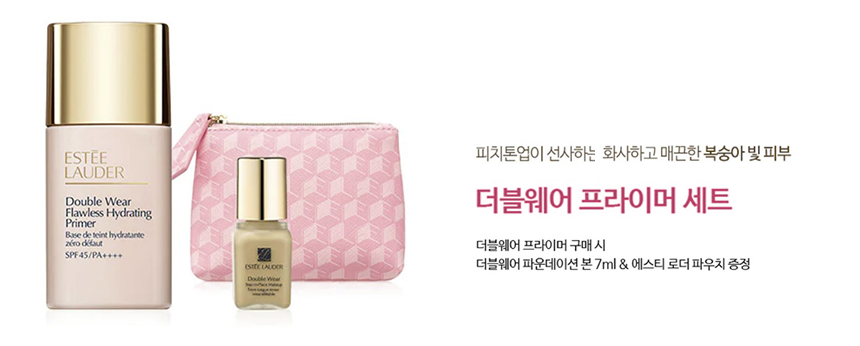 ESTĒE
LAUDER
Double Wear
Flawless Hydrating
Primer
Base de teint hydratante
zéro défaut
SPF45/PA++++
ESTĒE LAUDER
Double Wear
Stay-in-Place Makeup
피치톤업이 선사하는 화사하고 매끈한 복숭아 빛 피부
더블웨어 프라이머 세트
더블웨어 프라이머 구매 시
더블웨어 파운데이션 본 7ml & 에스티 로더 파우치 증정